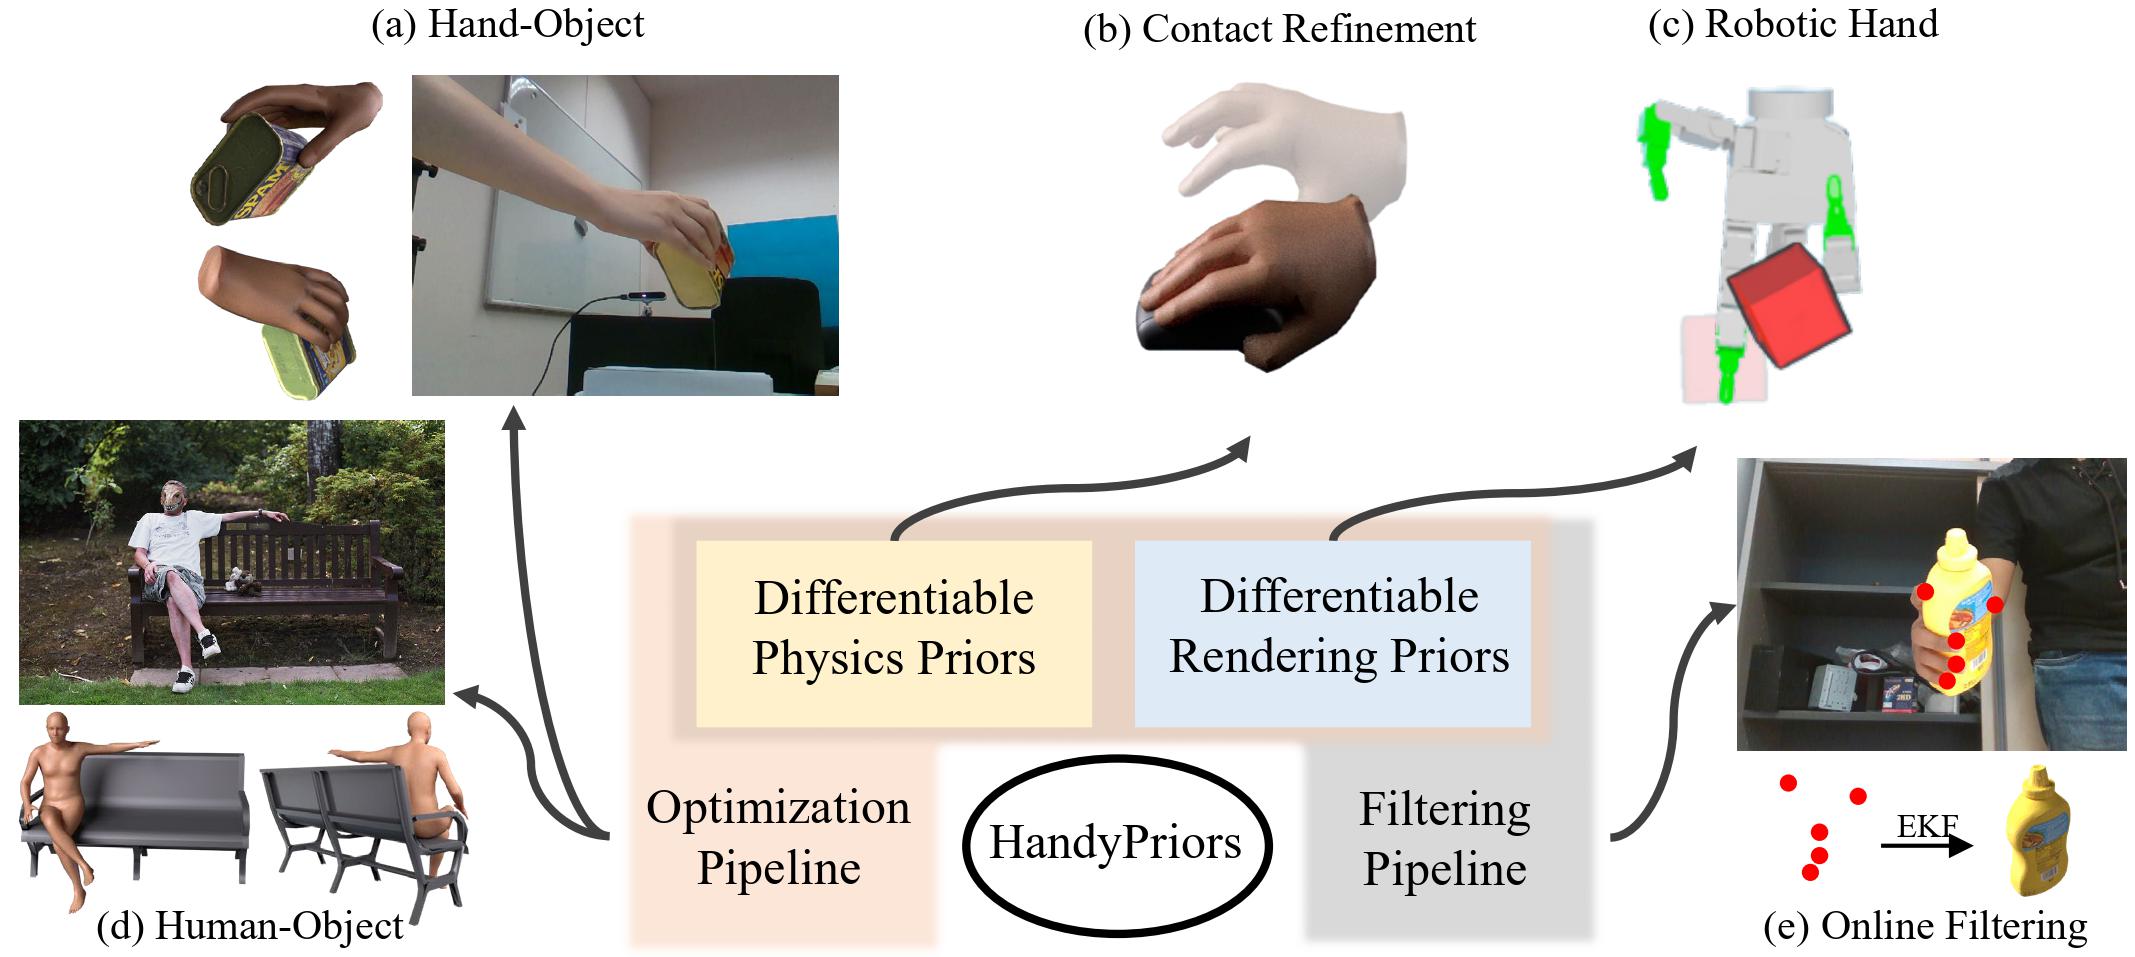 (a) Hand-Object
(b) Contact Refinement
(c) Robotic Hand
SPAM
Differentiable
Physics Priors
Differentiable
Rendering Priors
Optimization
Pipeline
HandyPriors
Filtering
Pipeline
EKF
(d) Human-Object
(e) Online Filtering